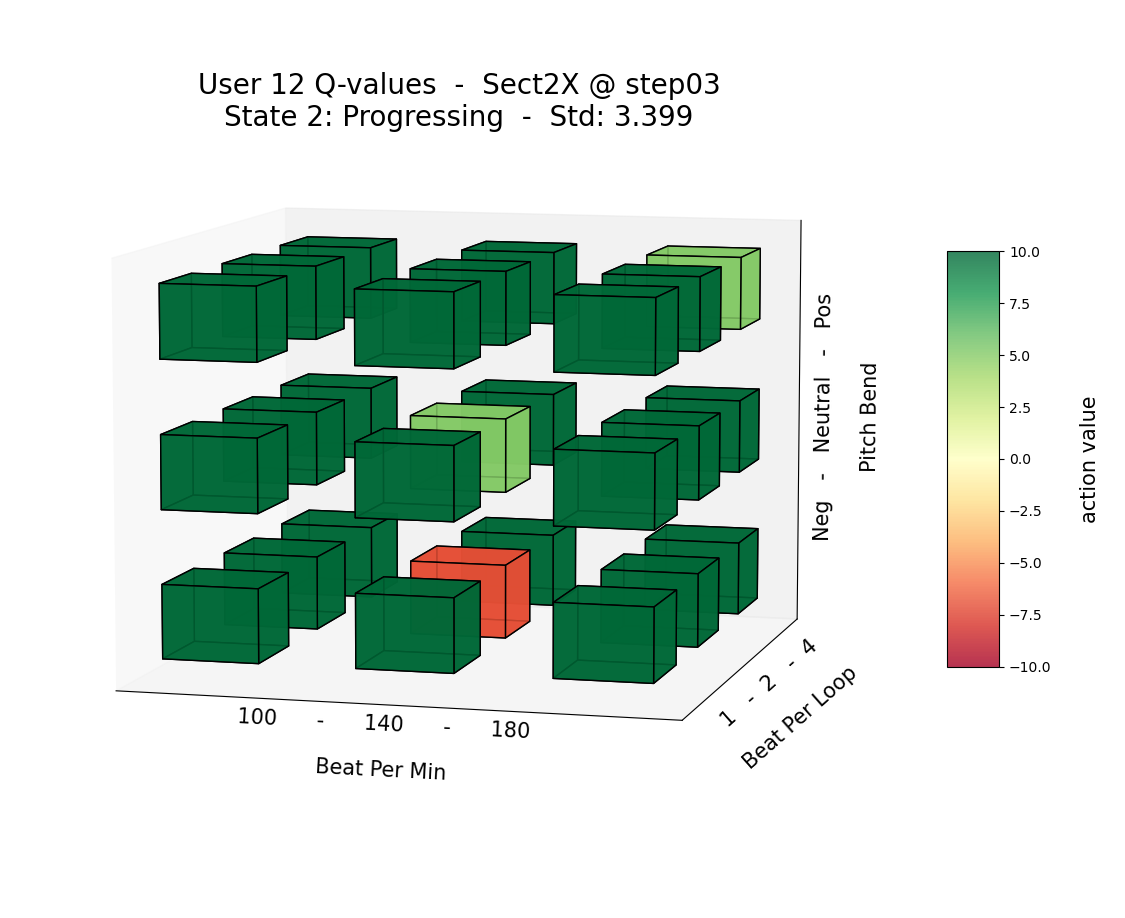 User 12 Q-values - Sect2X @ step03
State 2: Progressing - Std: 3.399
Neg - Neutral - Pos
Pitch Bend
1 - 2 - 4
Beat Per Loop
100 - 140 - 180
Beat Per Min
10.0
7.5
5.0
2.5
0.0
−2.5
−5.0
−7.5
−10.0
action value